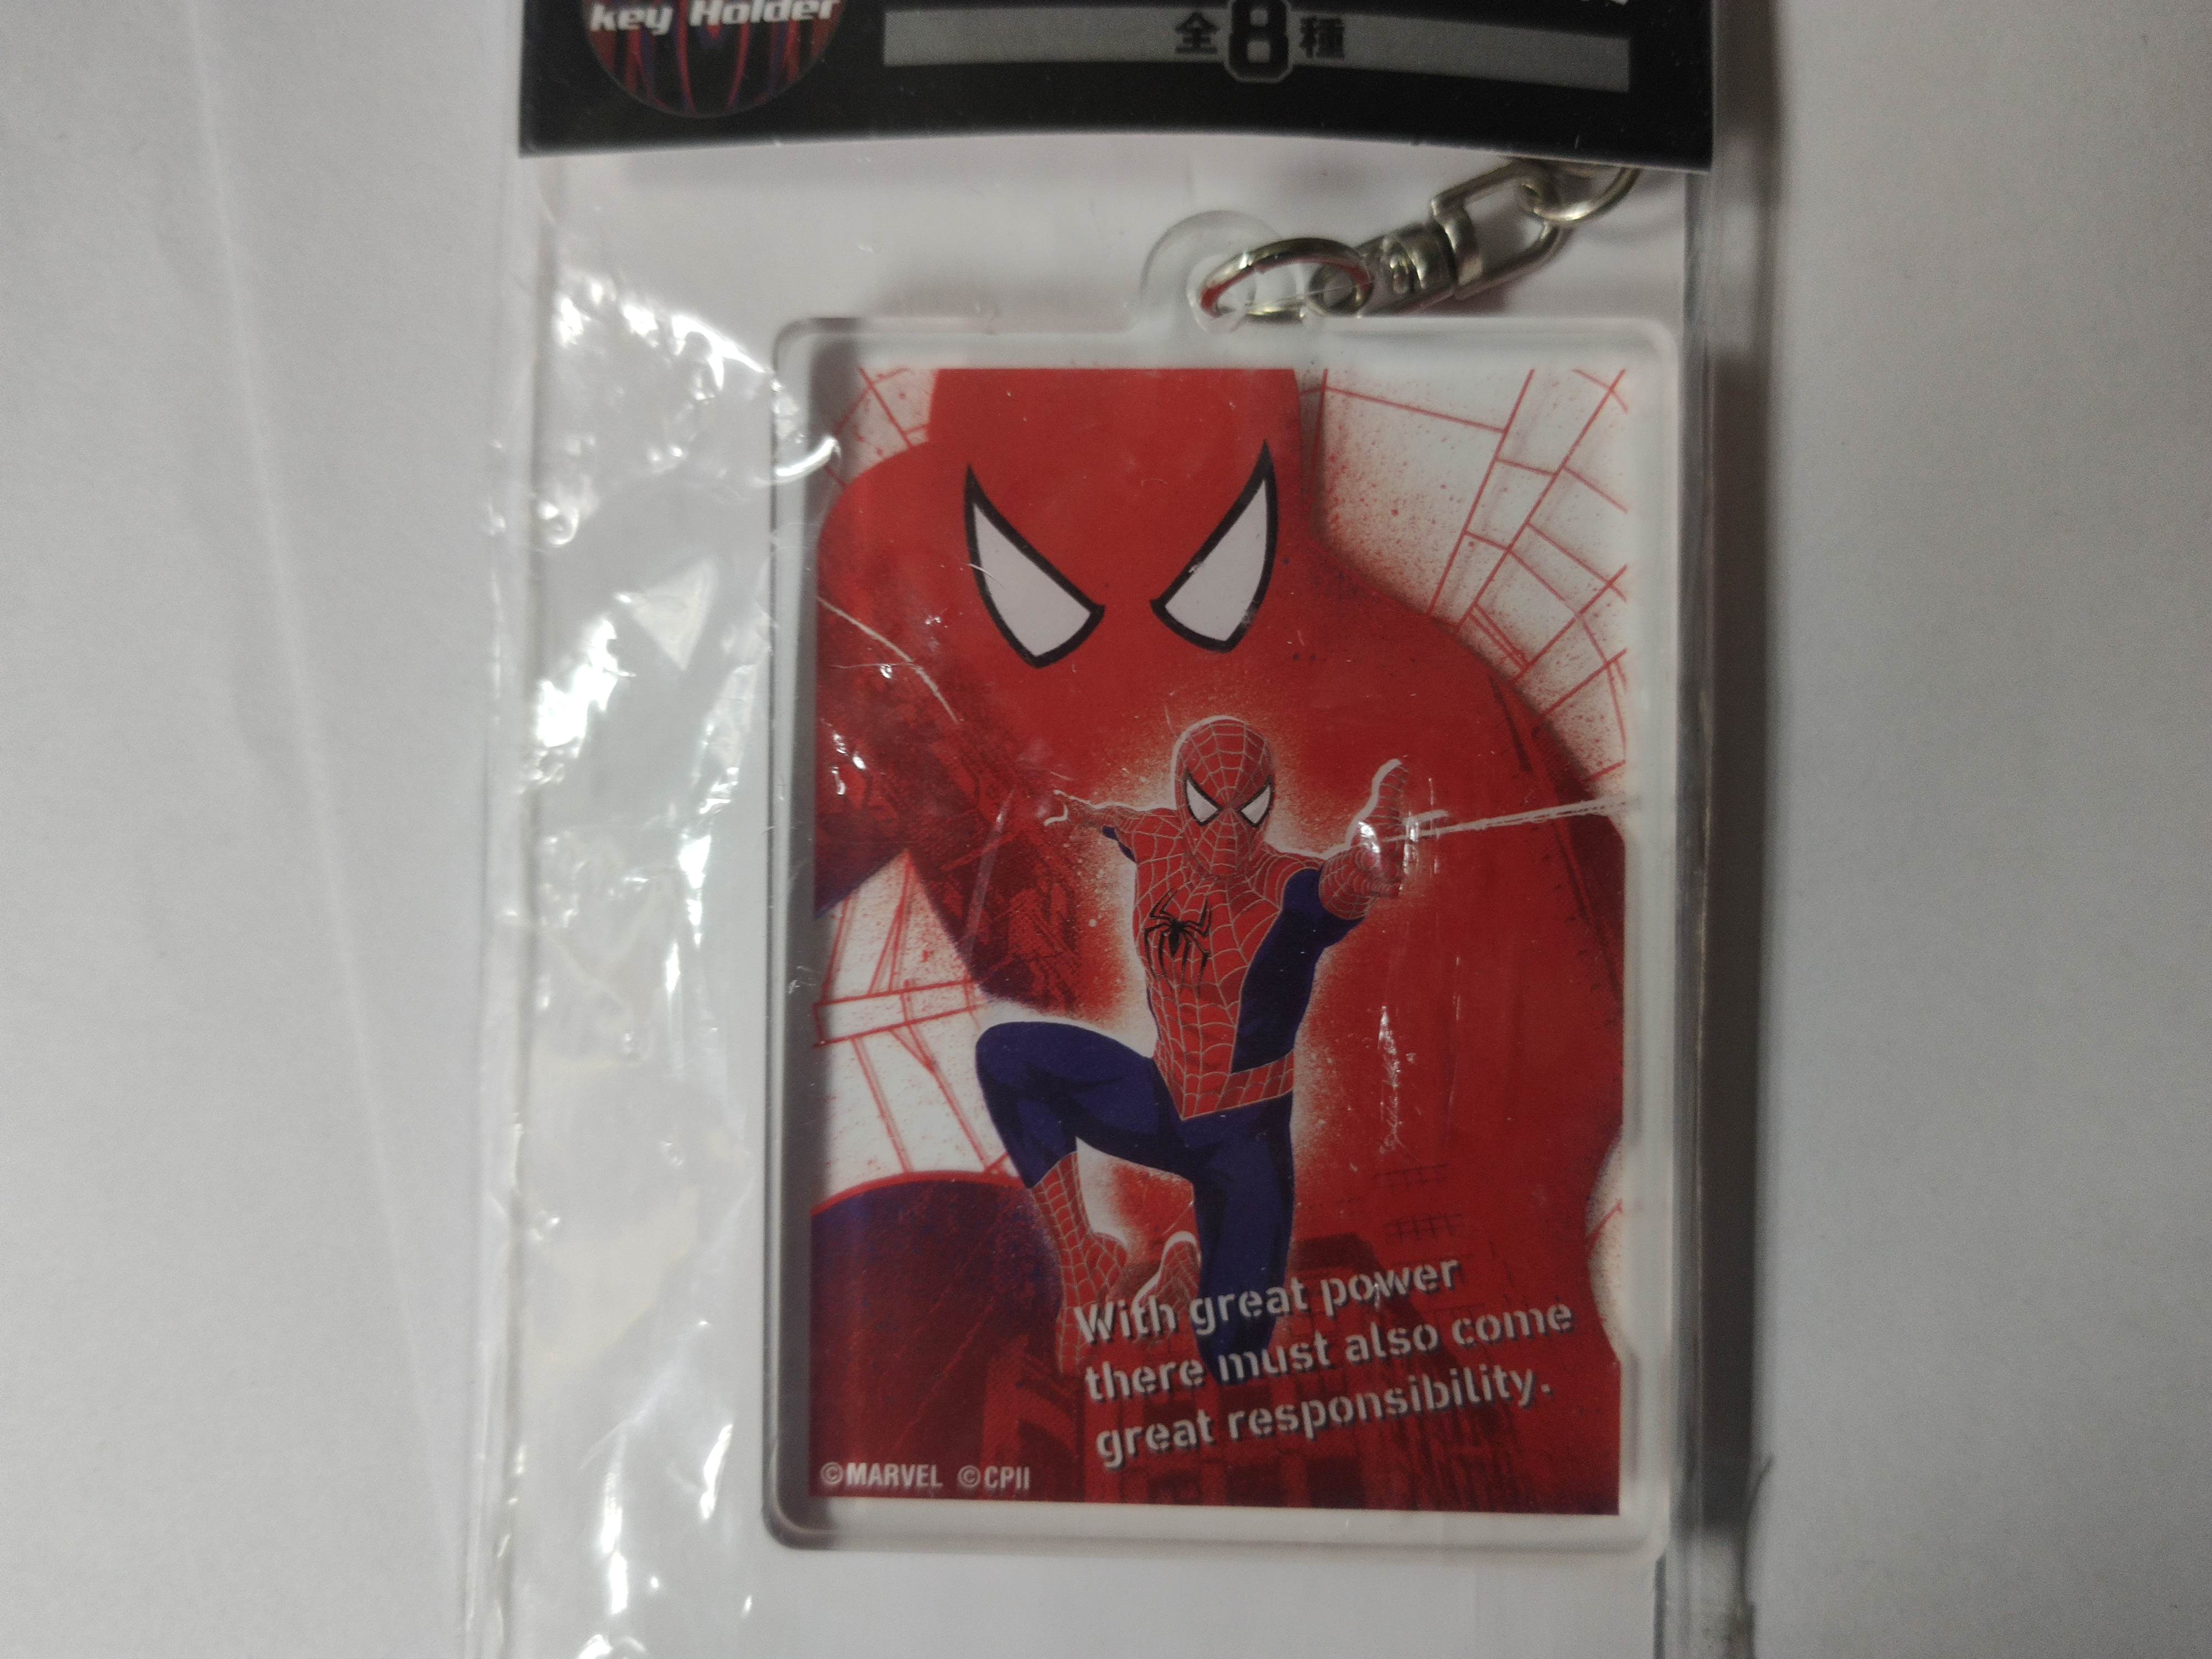 key Holder
全8種
With great power
there must also come
great responsibility.
©MARVEL ©CPII